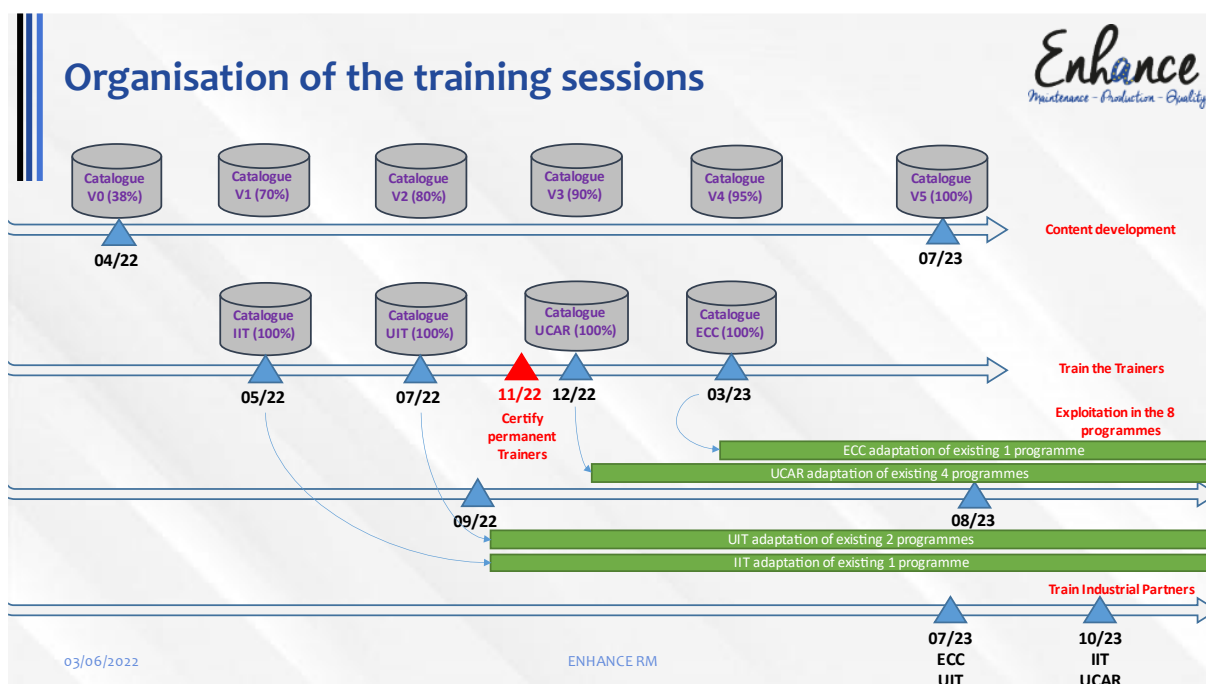 Organisation of the training sessions
Enhance
Maintenance - Production - Quality
Catalogue
V0 (38%)
Catalogue
V1 (70%)
Catalogue
V2 (80%)
Catalogue
V3 (90%)
Catalogue
V4 (95%)
Catalogue
V5 (100%)
Content development
04/22
07/23
Catalogue
IIT (100%)
Catalogue
UIT (100%)
Catalogue
UCAR (100%)
Catalogue
ECC (100%)
Train the Trainers
05/22
07/22
11/22
Certify
permanent
Trainers
12/22
03/23
Exploitation in the 8
programmes
ECC adaptation of existing 1 programme
UCAR adaptation of existing 4 programmes
09/22
08/23
UIT adaptation of existing 2 programmes
IIT adaptation of existing 1 programme
Train Industrial Partners
07/23
ECC
UIT
10/23
IIT
UCAR
03/06/2022
ENHANCE RM